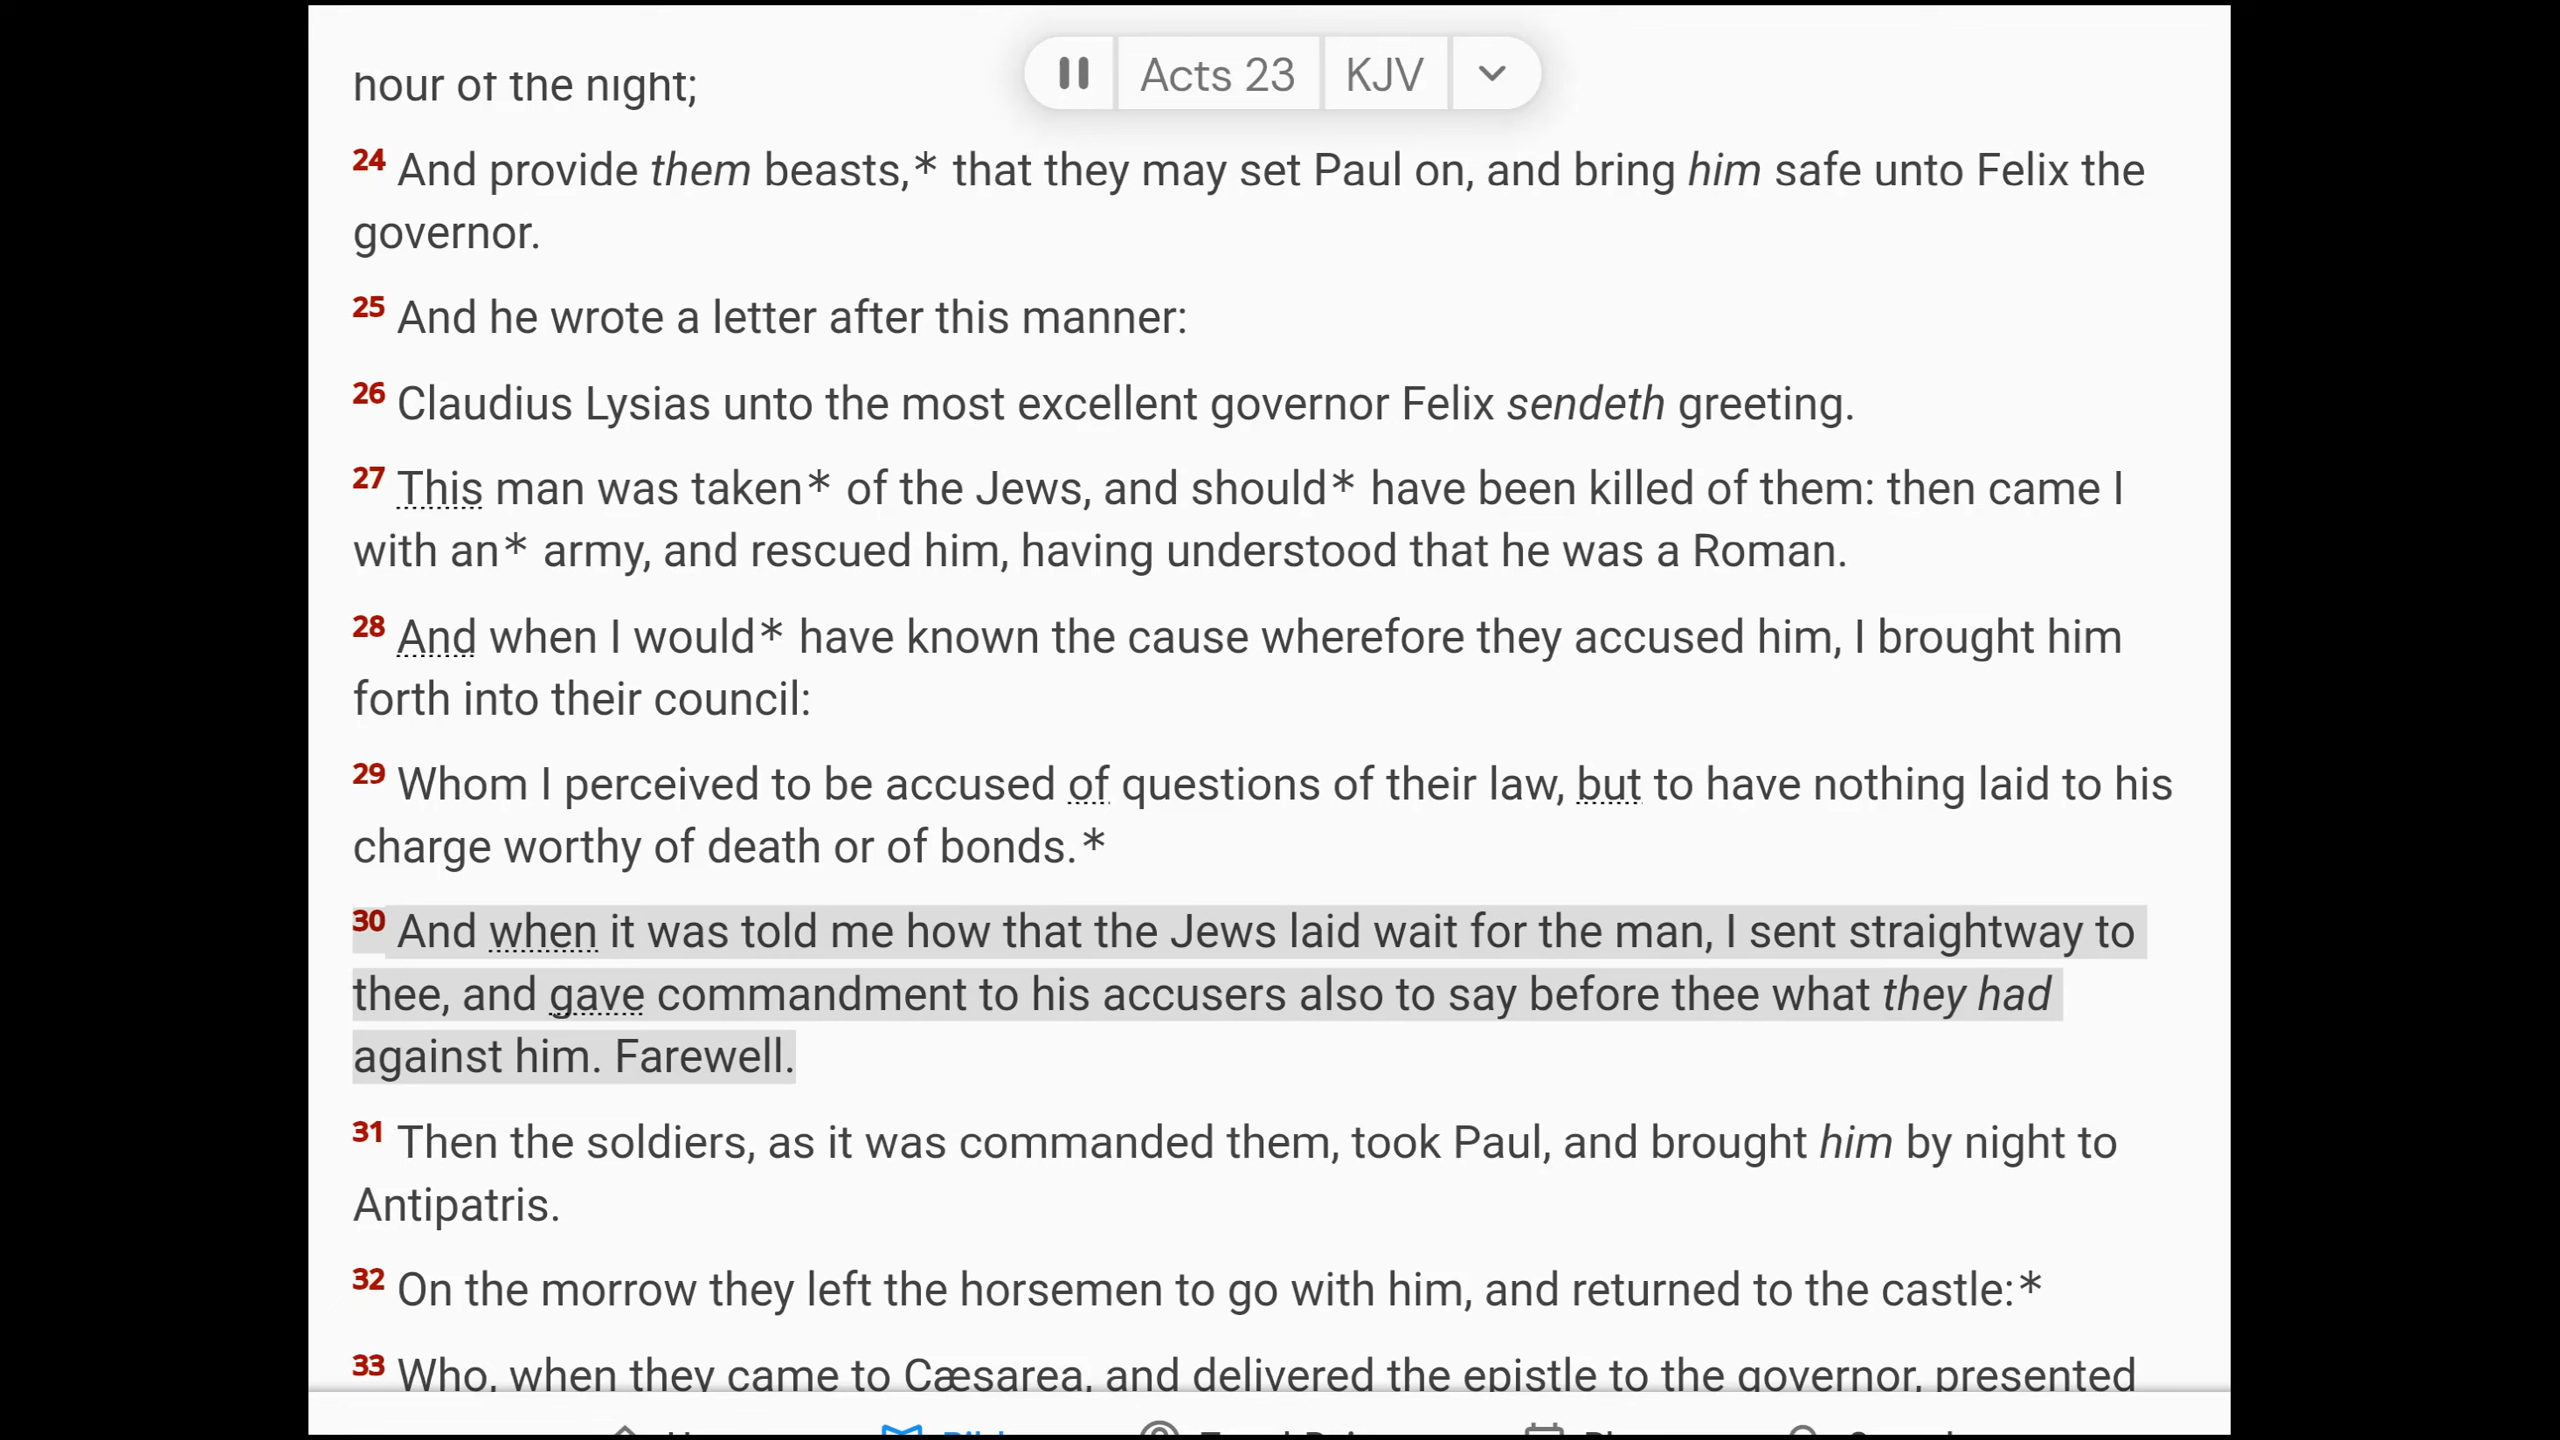 hour of the night;
Acts 23 KJV
24 And provide them beasts,* that they may set Paul on, and bring him safe unto Felix the
governor.
25 And he wrote a letter after this manner:
26 Claudius Lysias unto the most excellent governor Felix sendeth greeting.
27 This man was taken* of the Jews, and should* have been killed of them: then came I
with an* army, and rescued him, having understood that he was a Roman.
28 And when I would* have known the cause wherefore they accused him, I brought him
forth into their council:
29 Whom I perceived to be accused of questions of their law, but to have nothing laid to his
charge worthy of death or of bonds.*
30 And when it was told me how that the Jews laid wait for the man, I sent straightway to
thee, and gave commandment to his accusers also to say before thee what they had
against him. Farewell.
31 Then the soldiers, as it was commanded them, took Paul, and brought him by night to
Antipatris.
32 On the morrow they left the horsemen to go with him, and returned to the castle:*
33 Who, when they came to Cæsarea, and delivered the epistle to the governor, presented